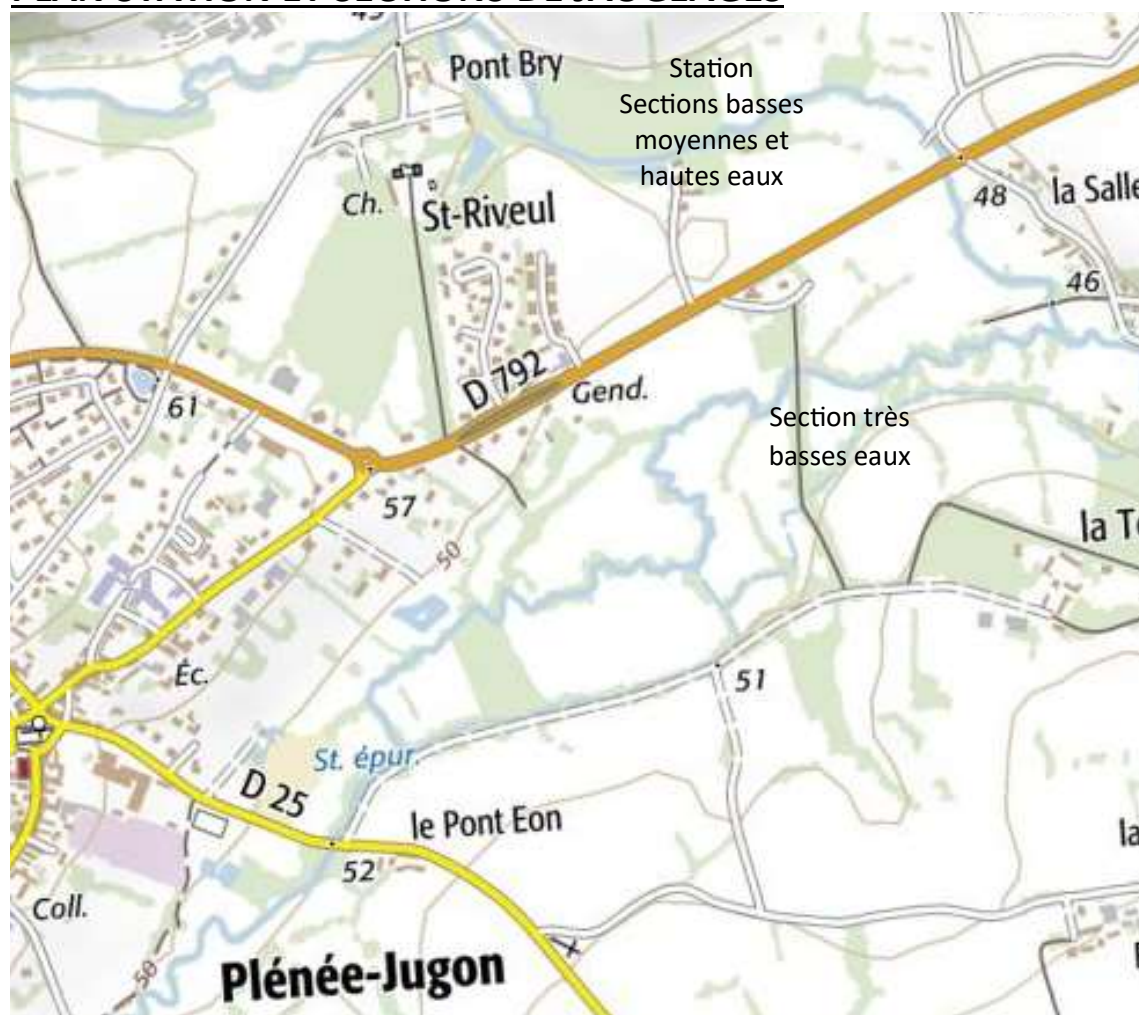 Pont Bry
Station
Sections basses
moyennes et
hautes eaux
Ch.
St-Riveul
48
la Salle
46
D 792
Gend.
61
Section très
basses eaux
57
50
Éc.
51
St. épur.
D 25
le Pont Eon
52
la
Coll.
50
Plénée-Jugon